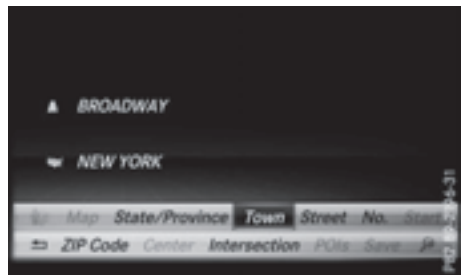 BROADWAY
NEW YORK
Map State/Province Town Street No. Start
ZIP Code Center Intersection POIs Save